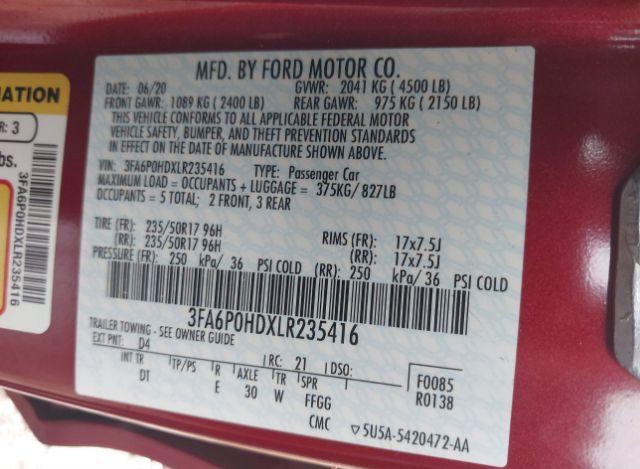 MFD. BY FORD MOTOR CO.
DATE: 06/20 GVWR: 2041 KG ( 4500 LB)
FRONT GAWR: 1089 KG ( 2400 LB) REAR GAWR: 975 KG ( 2150 LB)
THIS VEHICLE CONFORMS TO ALL APPLICABLE FEDERAL MOTOR
VEHICLE SAFETY, BUMPER, AND THEFT PREVENTION STANDARDS
IN EFFECT ON THE DATE OF MANUFACTURE SHOWN ABOVE.
VIN: 3FA6P0HDXLR235416 TYPE: Passenger Car
MAXIMUM LOAD = OCCUPANTS + LUGGAGE = 375KG/ 827LB
OCCUPANTS = 5 TOTAL; 2 FRONT, 3 REAR
TIRE (FR): 235/50R17 96H RIMS (FR): 17x7.5J
(RR): 235/50R17 96H (RR): 17x7.5J
PRESSURE (FR): 250 kPa/ 36 PSI COLD (RR): 250 kPa/ 36 PSI COLD
3FA6P0HDXLR235416
TRAILER TOWING - SEE OWNER GUIDE
EXT PNT: D4 RC: 21 DSO: F0085
INT TR TP/PS R AXLE TR SPR R0138
DT E 30 W FFGG
CMC 5U5A-5420472-AA
MATION
R: 3
bs.
3FA6P0HDXLR235416